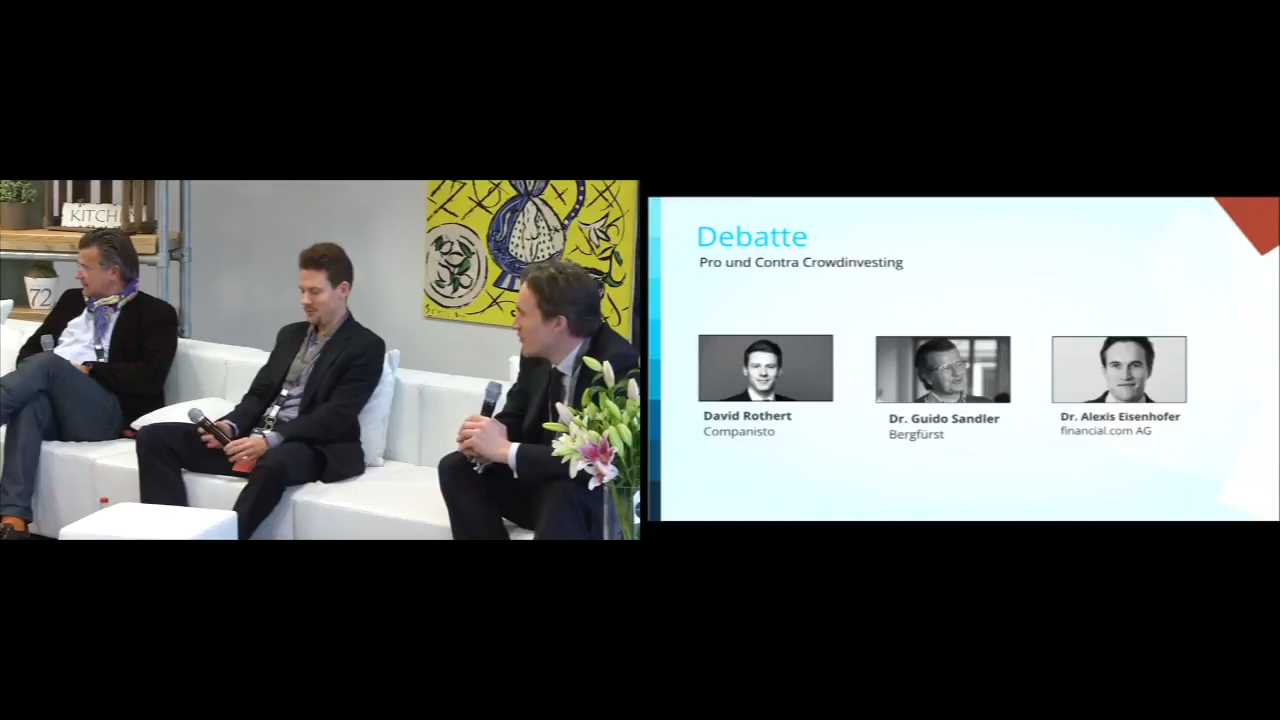 KITCH
72
Debatte
Pro und Contra Crowdinvesting
David Rothert
Companisto
Dr. Guido Sandler
Bergfürst
Dr. Alexis Eisenhofer
financial.com AG